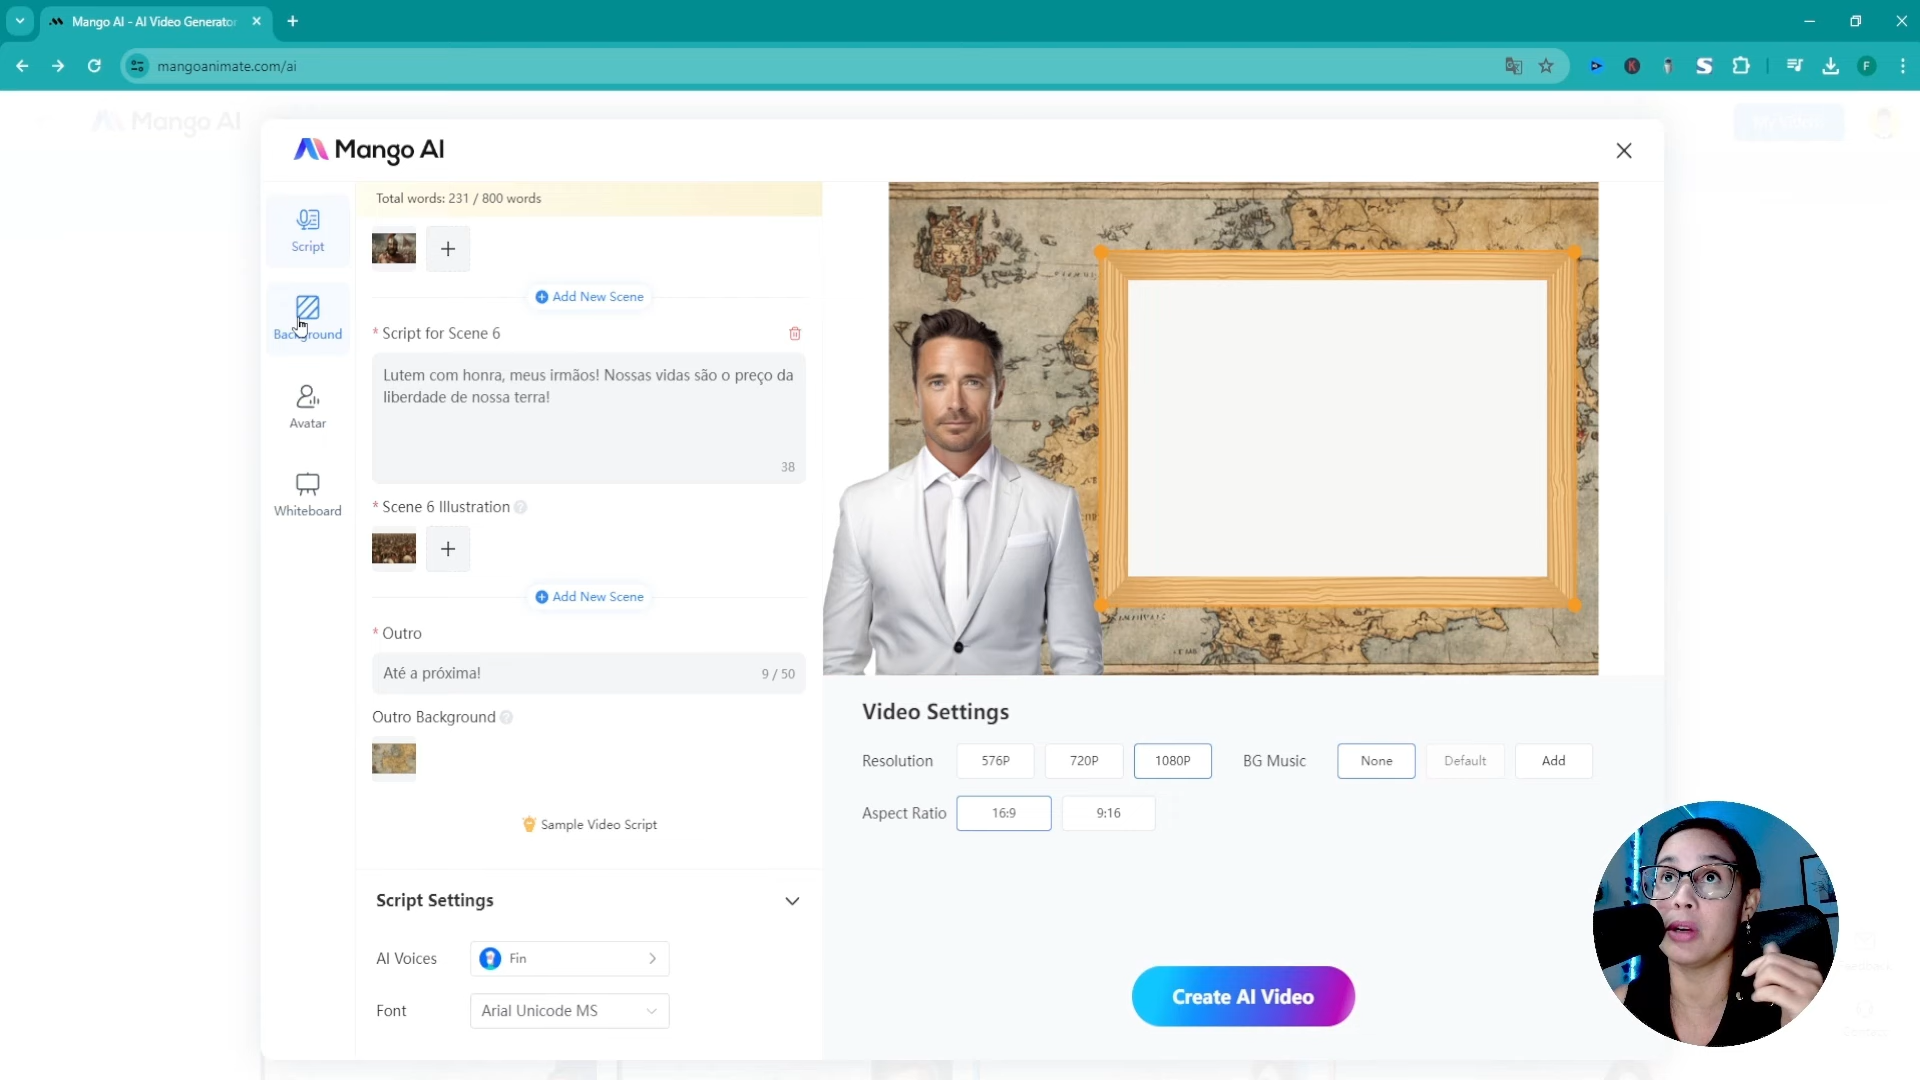 Mango AI - AI Video Generator
mangoanimate.com/ai
F
Mango AI
Mango AI
Total words: 231 / 800 words
Script
Add New Scene
Background
* Script for Scene 6
Lutem com honra, meus irmãos! Nossas vidas são o preço da
liberdade de nossa terra!
38
Avatar
Whiteboard
* Scene 6 Illustration
Add New Scene
* Outro
Até a próxima!
9 / 50
Outro Background
Sample Video Script
Script Settings
AI Voices
Fin
Font
Arial Unicode MS
Video Settings
Resolution
576P
720P
1080P
BG Music
None
Default
Add
Aspect Ratio
16:9
9:16
Create AI Video